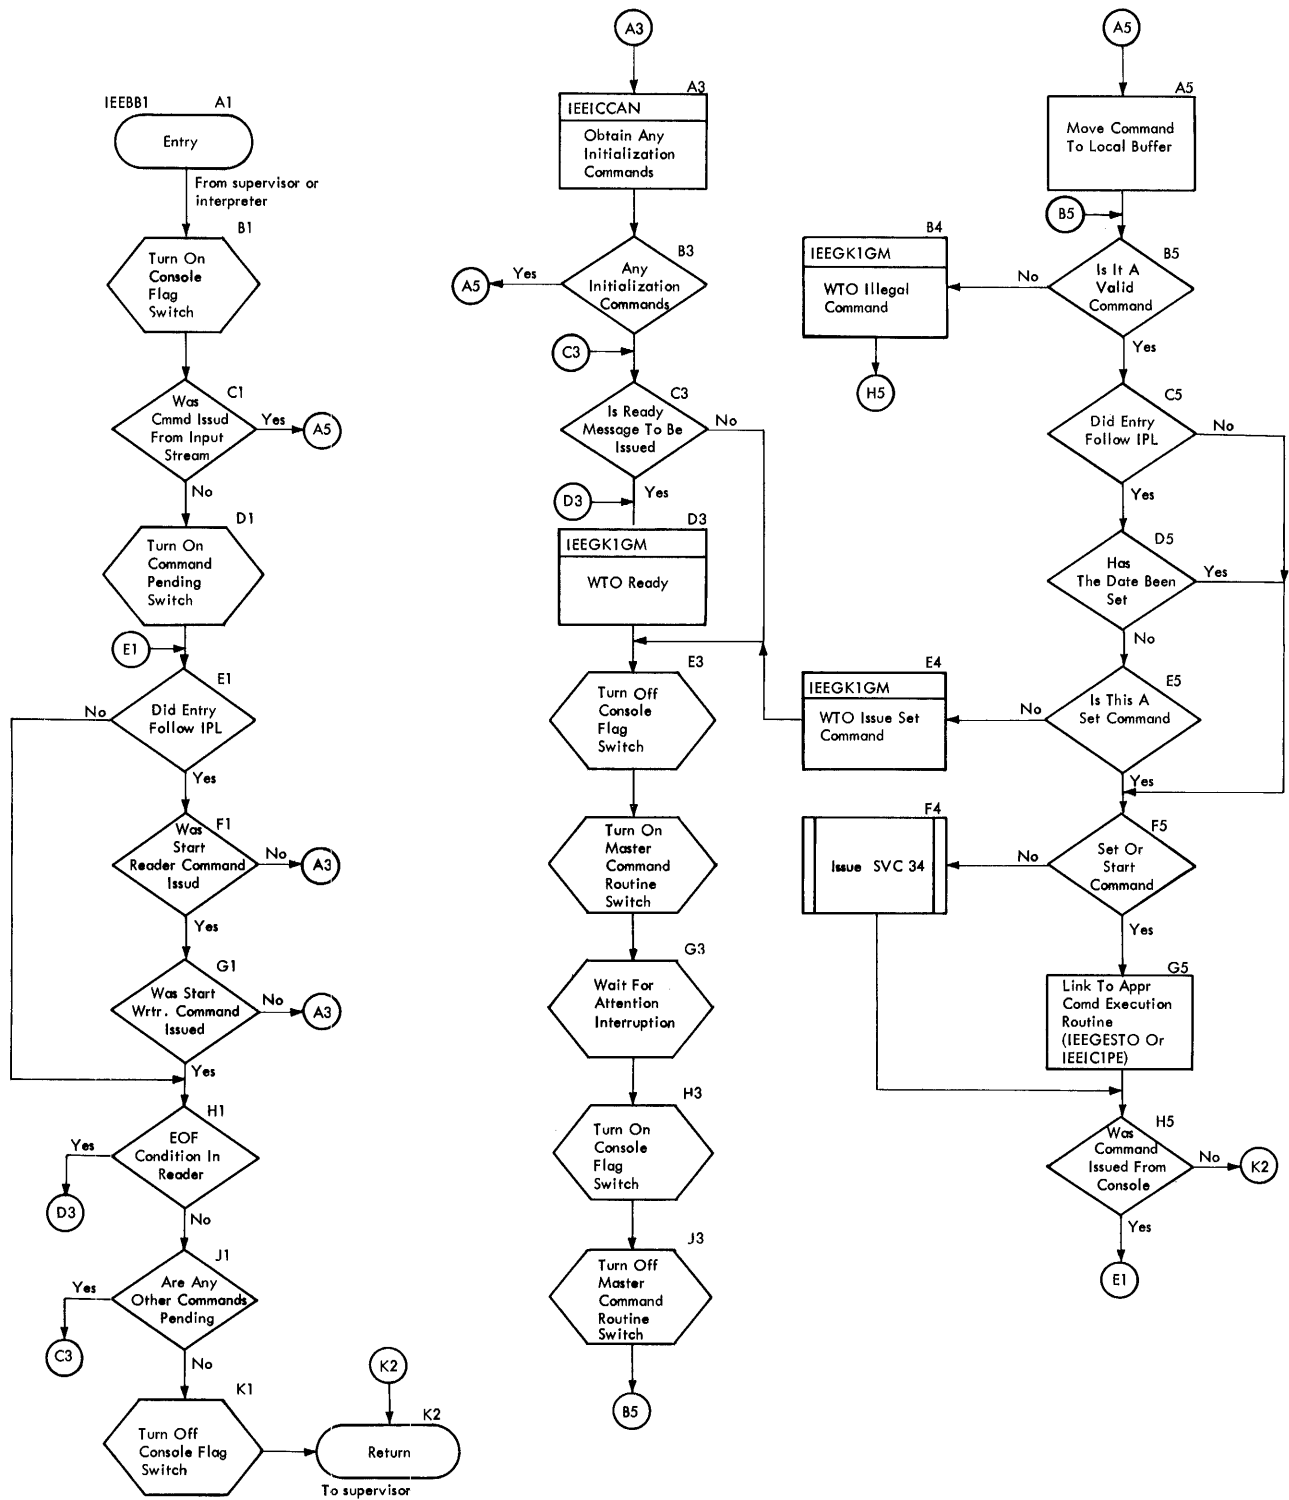 IEEBB1
A1
Entry
From supervisor or
interpreter
B1
Turn On
Console
Flag
Switch
C1
Was
Cmmd Issud
From Input
Stream
Yes
A5
No
D1
Turn On
Command
Pending
Switch
E1
E1
Did Entry
Follow IPL
No
Yes
F1
Was
Start
Reader Command
Issud
No
A3
Yes
G1
Was Start
Wrtr. Command
Issued
No
A3
Yes
H1
EOF
Condition In
Reader
Yes
D3
No
J1
Are Any
Other Commands
Pending
Yes
C3
No
K1
Turn Off
Console Flag
Switch
K2
K2
Return
To supervisor
A3
A3
IEEICCAN
Obtain Any
Initialization
Commands
B3
Any
Initialization
Commands
Yes
A5
C3
C3
Is Ready
Message To Be
Issued
No
Yes
D3
D3
IEEGK1GM
WTO Ready
E3
Turn Off
Console
Flag
Switch
Turn On
Master
Command
Routine
Switch
G3
Wait For
Attention
Interruption
H3
Turn On
Console
Flag
Switch
J3
Turn Off
Master
Command
Routine
Switch
B5
A5
A5
Move Command
To Local Buffer
B5
B5
Is It A
Valid
Command
No
B4
IEEGK1GM
WTO Illegal
Command
H5
Yes
C5
Did Entry
Follow IPL
No
Yes
D5
Has
The Date Been
Set
Yes
No
E5
Is This A
Set Command
No
E4
IEEGK1GM
WTO Issue Set
Command
Yes
F5
Set Or
Start
Command
No
F4
Issue SVC 34
Yes
G5
Link To Appr
Comd Execution
Routine
(IEEGESTO Or
IEEIC1PE)
H5
Was
Command
Issued From
Console
No
K2
Yes
E1